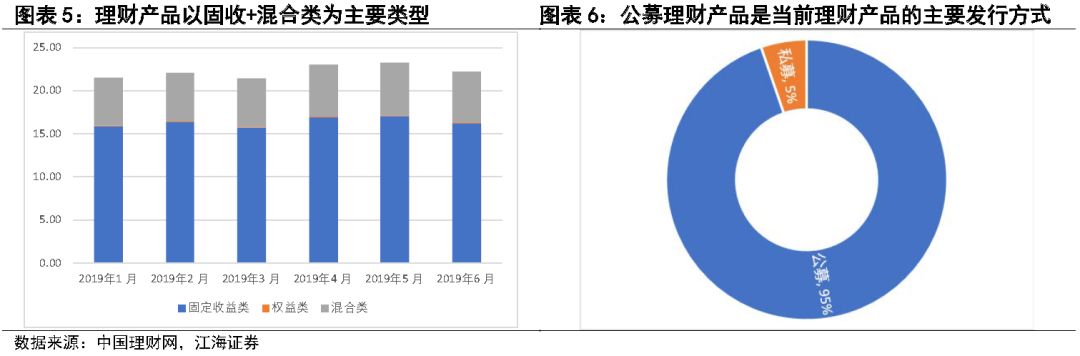 图表 5：理财产品以固收+混合类为主要类型
25.00
20.00
15.00
10.00
5.00
0.00
2019年1月 2019年2月 2019年3月 2019年4月 2019年5月 2019年6月
固定收益类 权益类 混合类
图表 6：公募理财产品是当前理财产品的主要发行方式
私募, 5%
公募, 95%
数据来源：中国理财网，江海证券